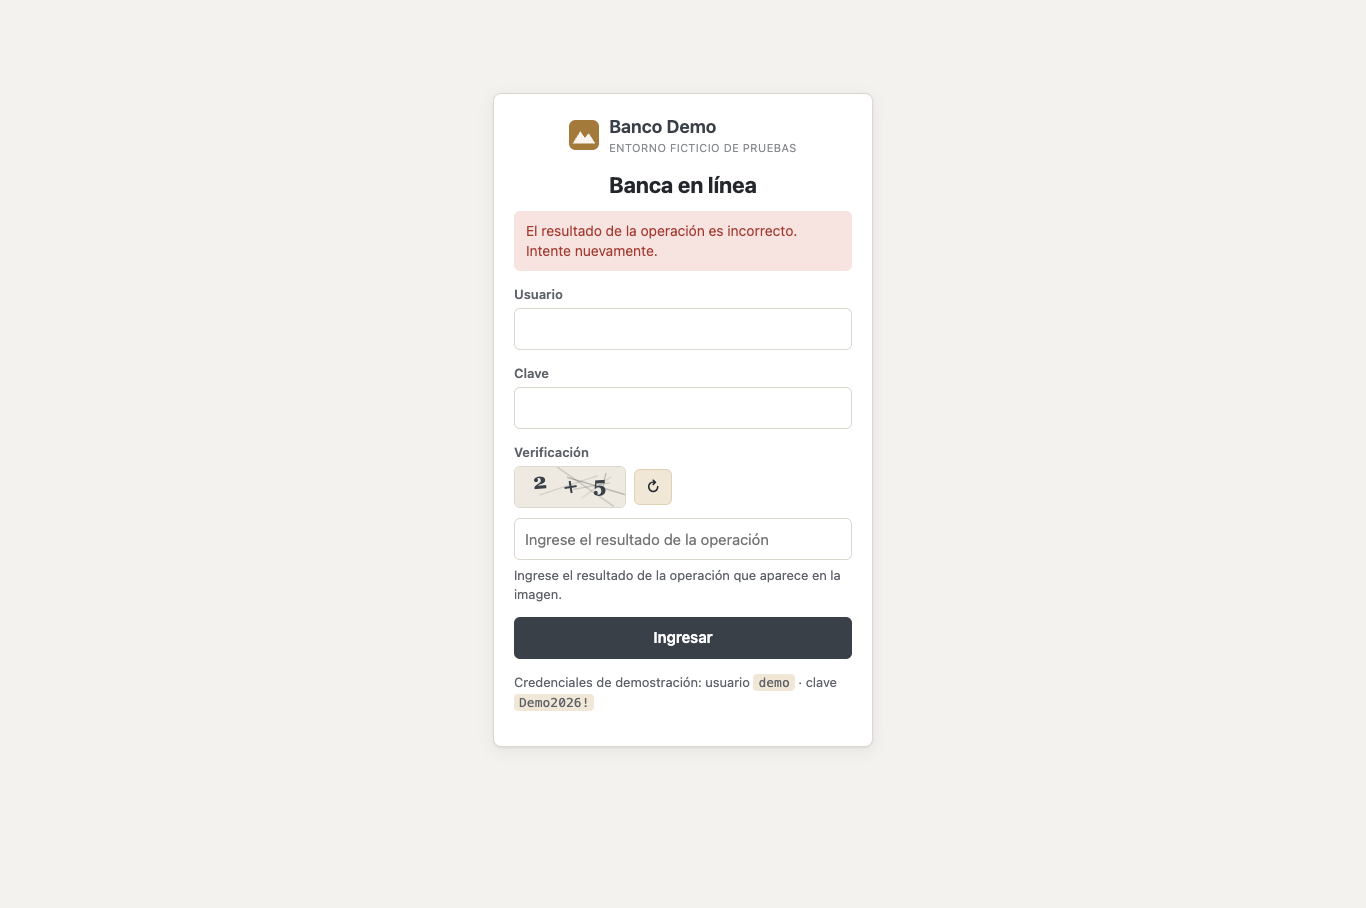 Banco Demo
ENTORNO FICTICIO DE PRUEBAS
Banca en línea
El resultado de la operación es incorrecto.
Intente nuevamente.
Usuario
Clave
Verificación
2 + 5
↻
Ingrese el resultado de la operación
Ingrese el resultado de la operación que aparece en la
imagen.
Ingresar
Credenciales de demostración: usuario demo · clave
Demo2026!